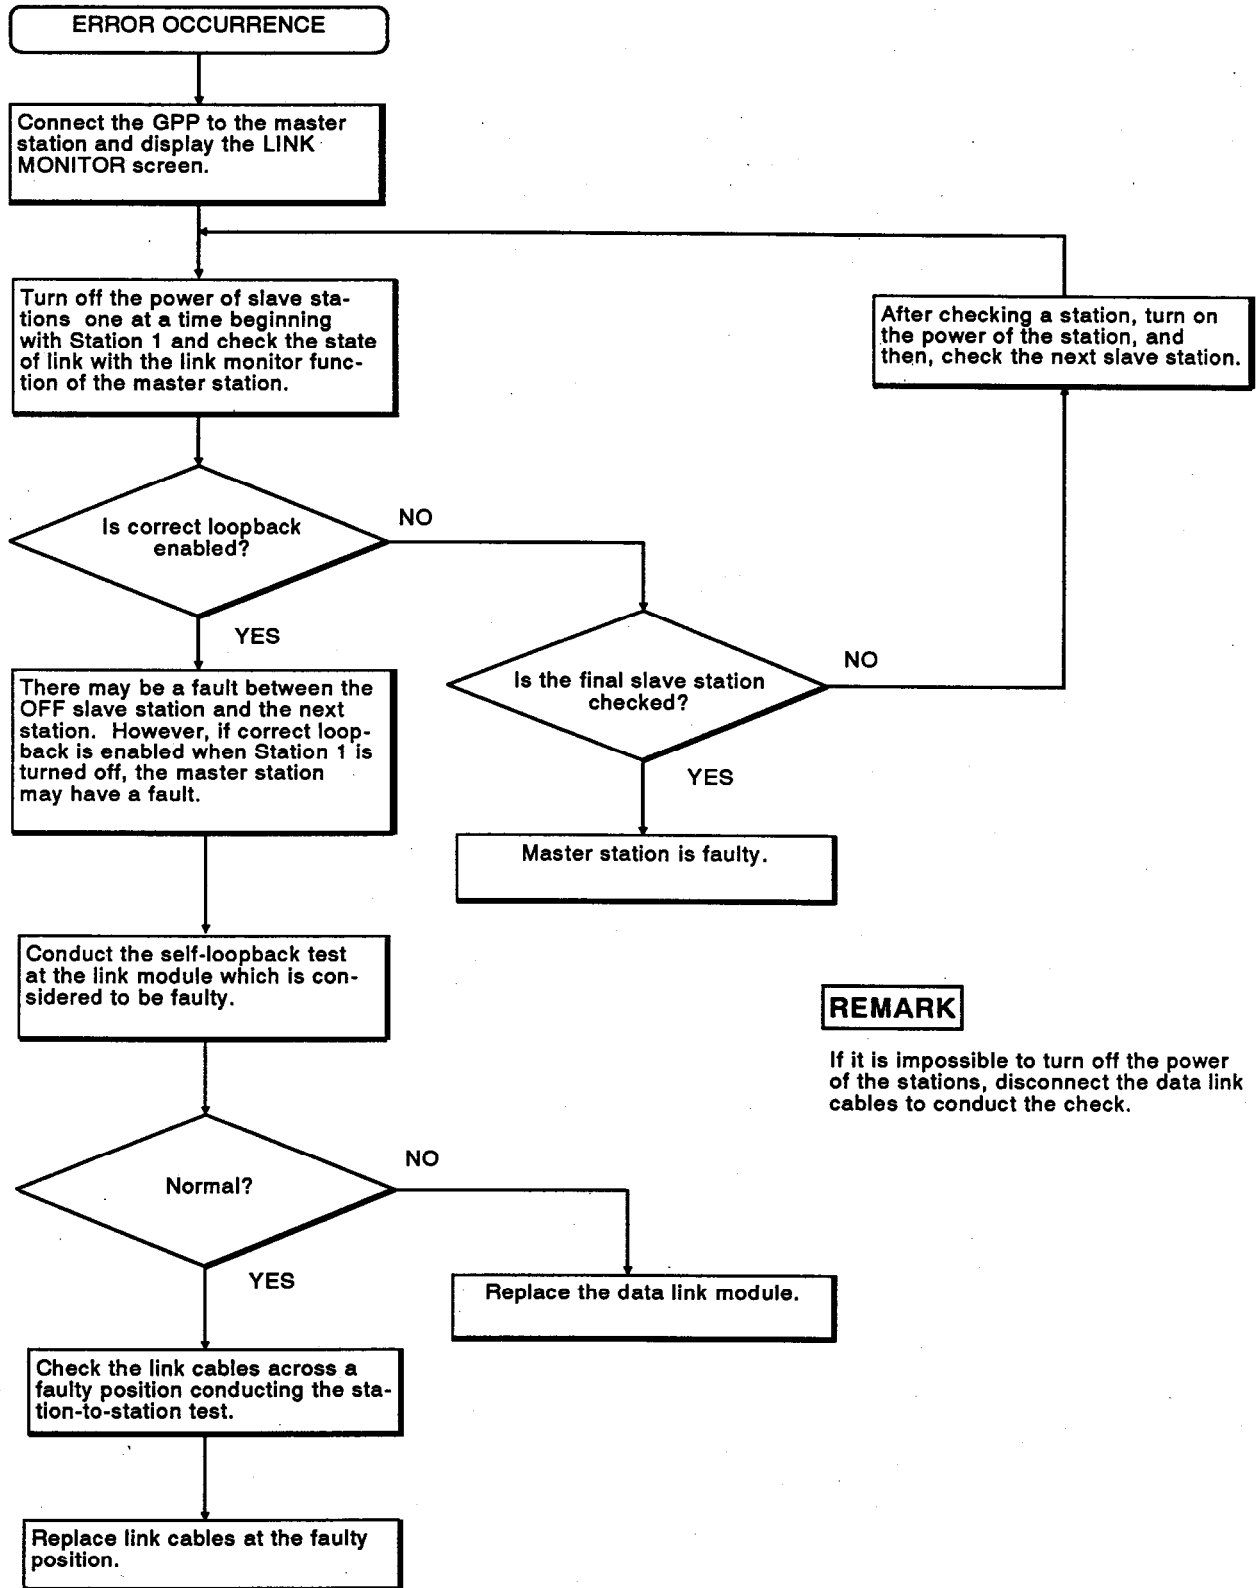 ERROR OCCURRENCE
Connect the GPP to the master
station and display the LINK
MONITOR screen.
Turn off the power of slave sta-
tions one at a time beginning
with Station 1 and check the state
of link with the link monitor func-
tion of the master station.
After checking a station, turn on
the power of the station, and
then, check the next slave station.
Is correct loopback
enabled?
NO
YES
Is the final slave station
checked?
NO
YES
There may be a fault between the
OFF slave station and the next
station. However, if correct loop-
back is enabled when Station 1 is
turned off, the master station
may have a fault.
Master station is faulty.
Conduct the self-loopback test
at the link module which is con-
sidered to be faulty.
REMARK
If it is impossible to turn off the power
of the stations, disconnect the data link
cables to conduct the check.
Normal?
NO
YES
Replace the data link module.
Check the link cables across a
faulty position conducting the sta-
tion-to-station test.
Replace link cables at the faulty
position.